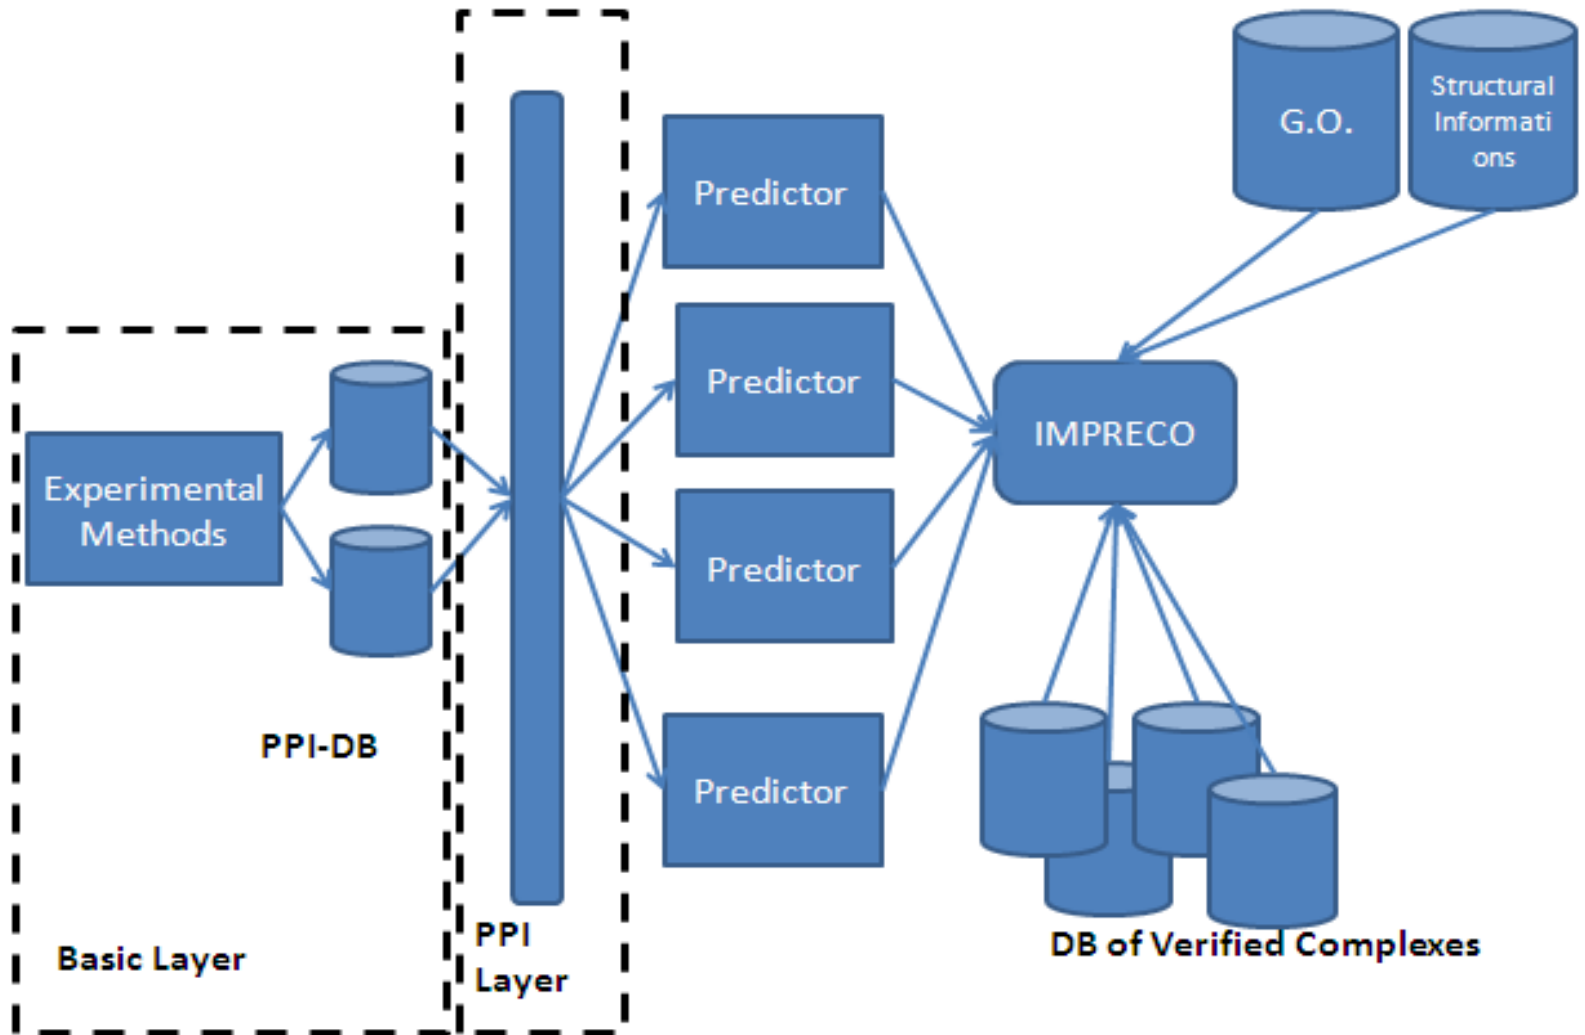 G.O.
Structural
Informati
ons
Predictor
Predictor
IMPRECO
Experimental
Methods
Predictor
PPI-DB
Predictor
PPI
Layer
Basic Layer
DB of Verified Complexes